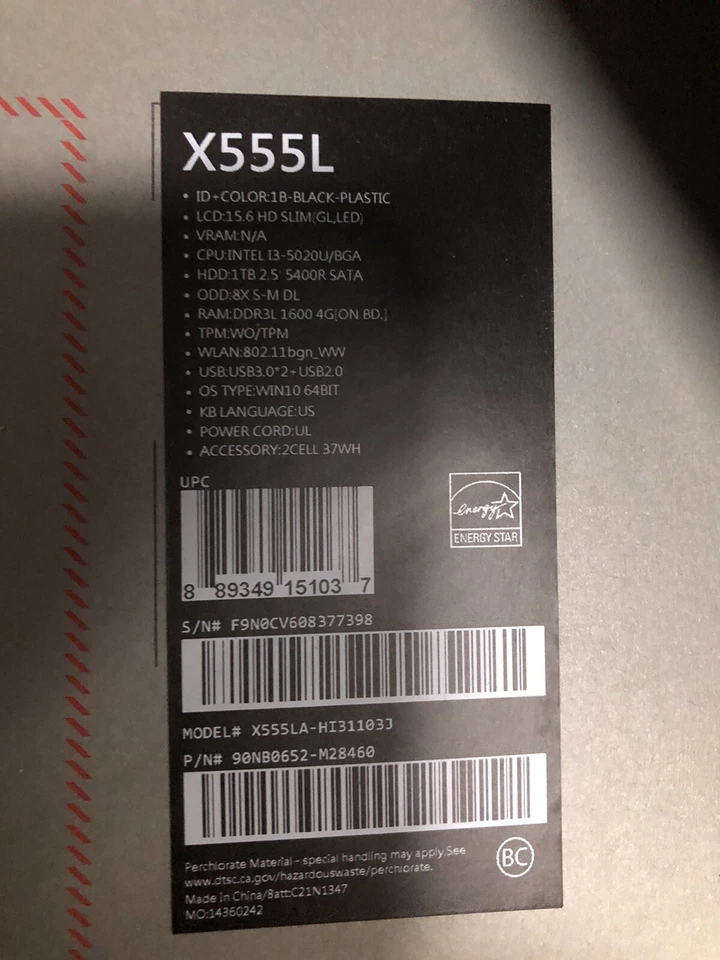 X555L
• ID+COLOR:1B-BLACK-PLASTIC
• LCD:15.6 HD SLIM(GL,LED)
• VRAM:N/A
• CPU:INTEL I3-5020U/BGA
• HDD:1TB 2.5' 5400R SATA
• ODD:8X S-M DL
• RAM:DDR3L 1600 4G[ON BD.]
• TPM:WO/TPM
• WLAN:802.11bgn_WW
• USB:USB3.0*2+USB2.0
• OS TYPE:WIN10 64BIT
• KB LANGUAGE:US
• POWER CORD:UL
• ACCESSORY:2CELL 37WH
UPC
8 89349 15103 7
energy
ENERGY STAR
S/N# F9N0CV608377398
MODEL# X555LA-HI31103J
P/N# 90NB0652-M28460
Perchlorate Material - special handling may apply.See
www.dtsc.ca.gov/hazardouswaste/perchlorate.
Made In China/Batt:C21N1347
MO:14360242
BC